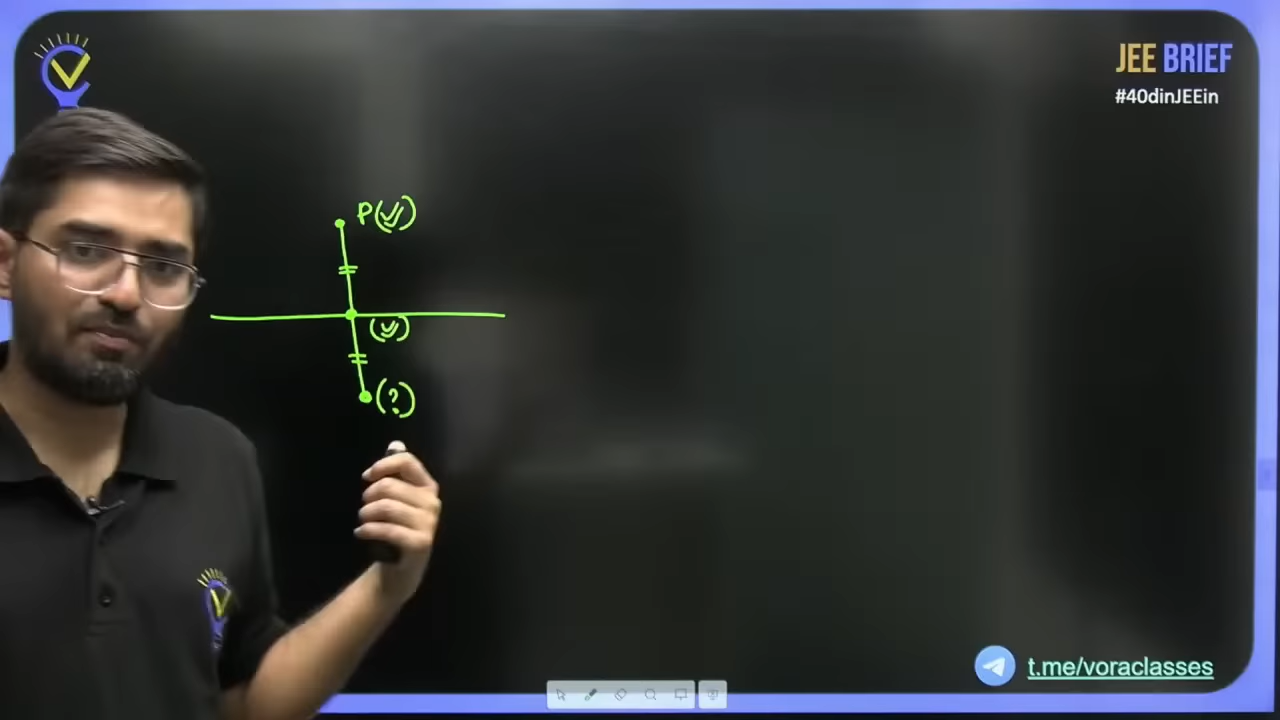 JEE BRIEF
#40dinJEEin
P(✓)
(✓)
(?)
t.me/voraclasses